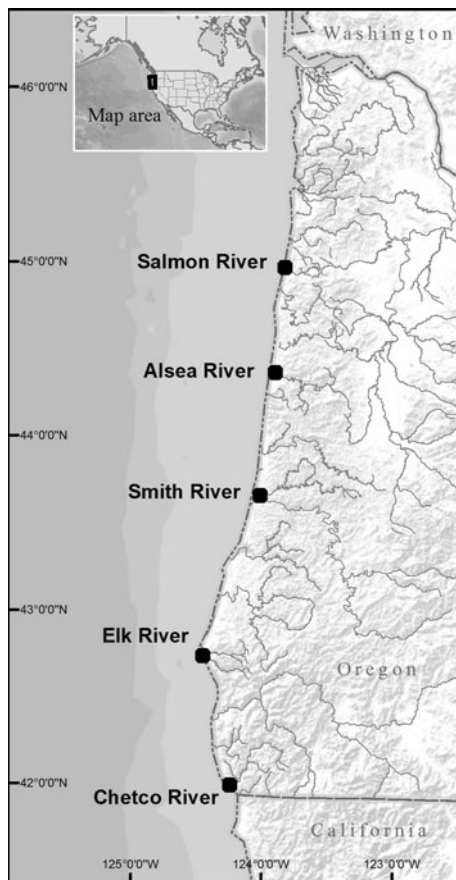 Washington
46°0'0"N
Map area
45°0'0"N
Salmon River
Alsea River
44°0'0"N
Smith River
43°0'0"N
Elk River
Oregon
42°0'0"N
Chetco River
California
125°0'0"W
124°0'0"W
123°0'0"W